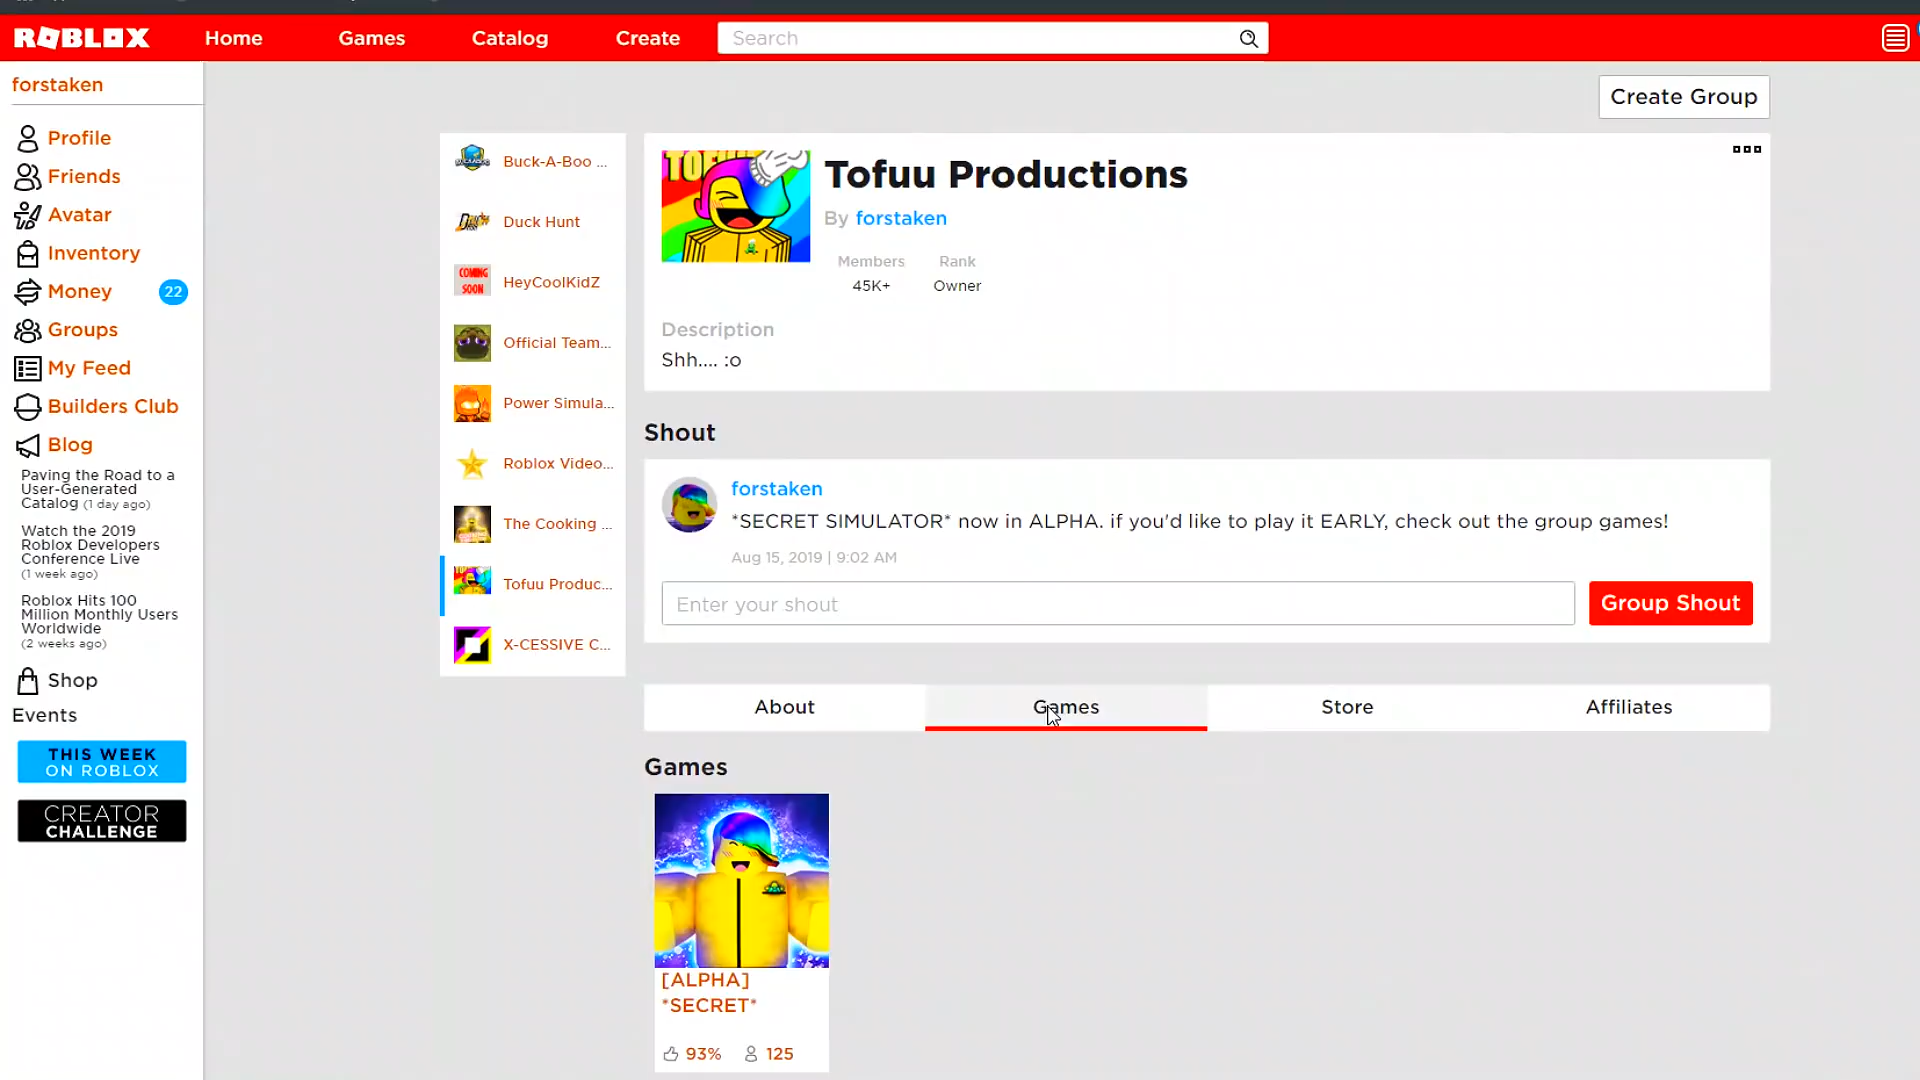 ROBLOX
Home
Games
Catalog
Create
Search
forstaken
Profile
Friends
Avatar
Inventory
Money
22
Groups
My Feed
Builders Club
Blog
Paving the Road to a
User-Generated
Catalog (1 day ago)
Watch the 2019
Roblox Developers
Conference Live
(1 week ago)
Roblox Hits 100
Million Monthly Users
Worldwide
(2 weeks ago)
Shop
Events
THIS WEEK
ON ROBLOX
CREATOR
CHALLENGE
Buck-A-Boo ...
Duck Hunt
COMING
SOON
HeyCoolKidZ
Official Team...
Power Simula...
Roblox Video...
The Cooking ...
Tofuu Produc...
X-CESSIVE C...
Create Group
Tofuu Productions
By forstaken
Members
Rank
45K+
Owner
Description
Shh.... :o
Shout
forstaken
*SECRET SIMULATOR* now in ALPHA. if you'd like to play it EARLY, check out the group games!
Aug 15, 2019 | 9:02 AM
Enter your shout
Group Shout
About
Games
Store
Affiliates
Games
[ALPHA]
*SECRET*
93%
125